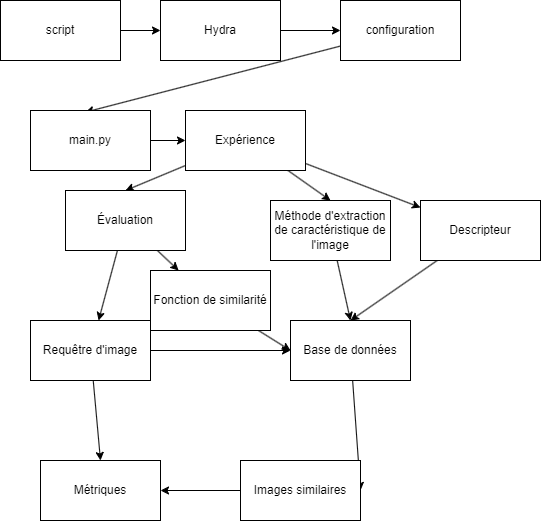 script
Hydra
configuration
main.py
Expérience
Évaluation
Méthode d'extraction
de caractéristique de
l'image
Descripteur
Fonction de similarité
Requêtre d'image
Base de données
Métriques
Images similaires